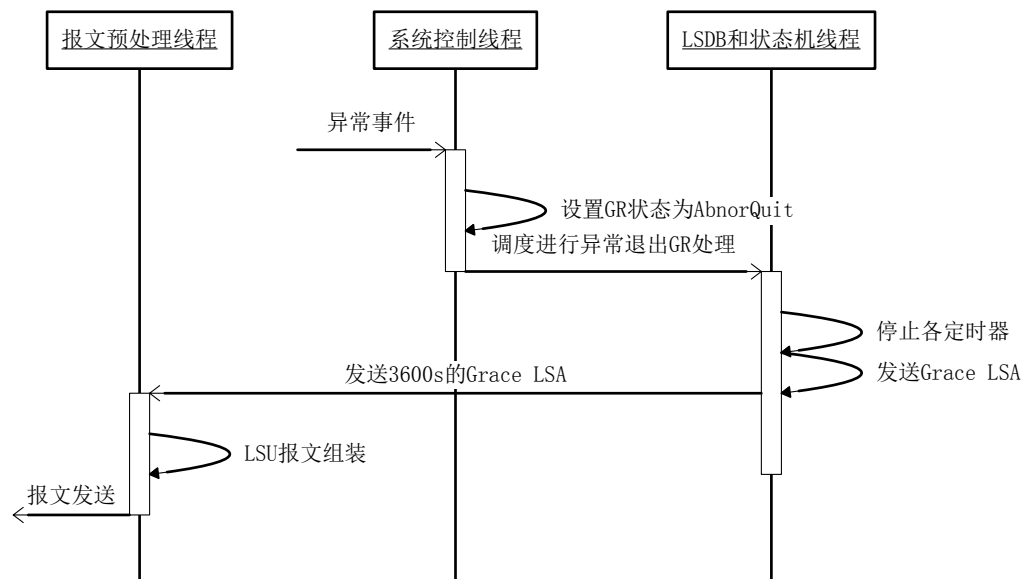 报文预处理线程
系统控制线程
LSDB和状态机线程
异常事件
设置GR状态为AbnorQuit
调度进行异常退出GR处理
停止各定时器
发送3600s的Grace LSA
发送Grace LSA
LSU报文组装
报文发送